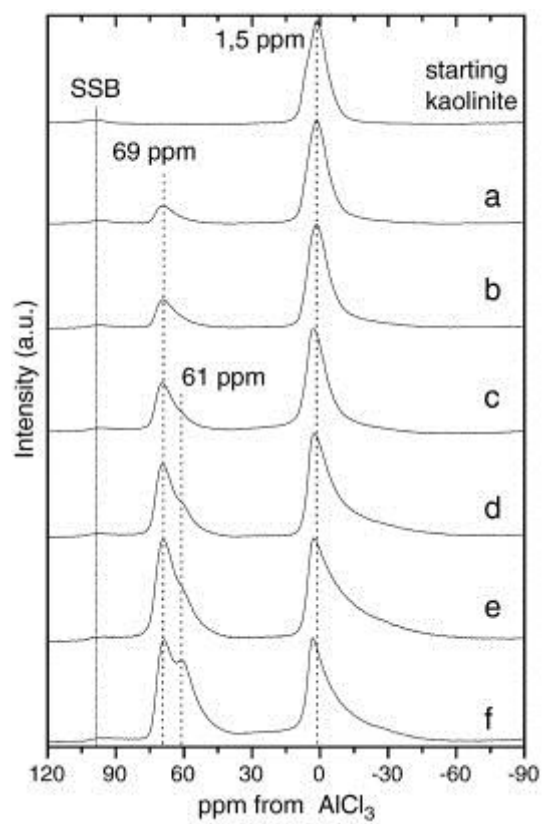 1,5 ppm
starting
kaolinite
SSB
69 ppm
a
b
61 ppm
c
d
e
f
Intensity (a.u.)
120 90 60 30 0 -30 -60 -90
ppm from AlCl₃